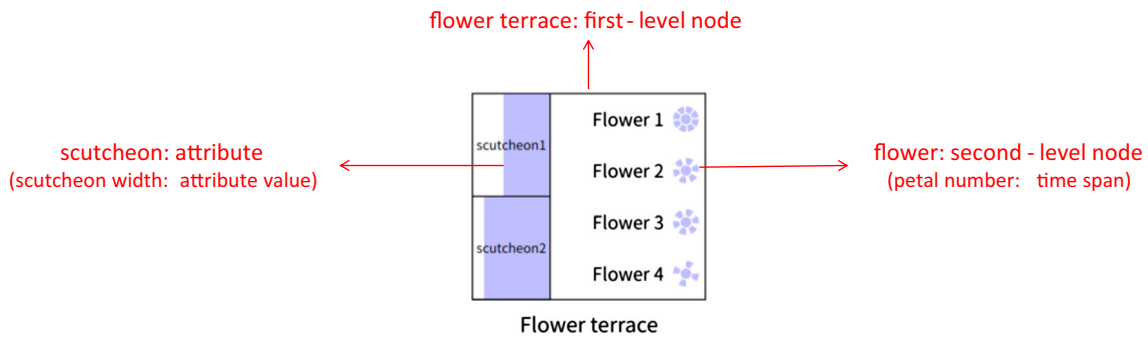 flower terrace: first - level node
scutcheon: attribute
(scutcheon width: attribute value)
scutcheon1
scutcheon2
Flower 1
Flower 2
Flower 3
Flower 4
flower: second - level node
(petal number: time span)
Flower terrace